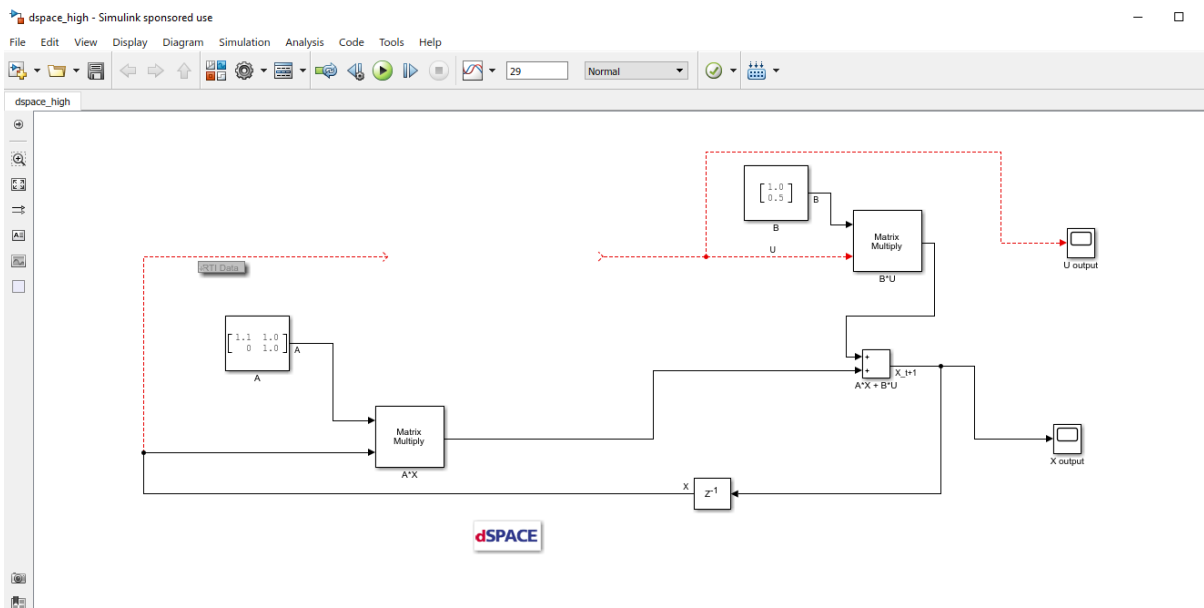 dspace_high - Simulink sponsored use
File Edit View Display Diagram Simulation Analysis Code Tools Help
29 Normal
dspace_high
1.0
0.5
B
B
Matrix
Multiply
B*U
U
U output
RTI Data
1.1 1.0
0 1.0
A
A
+
+
X_t+1
A*X + B*U
Matrix
Multiply
A*X
X output
X
Z-1
dSPACE